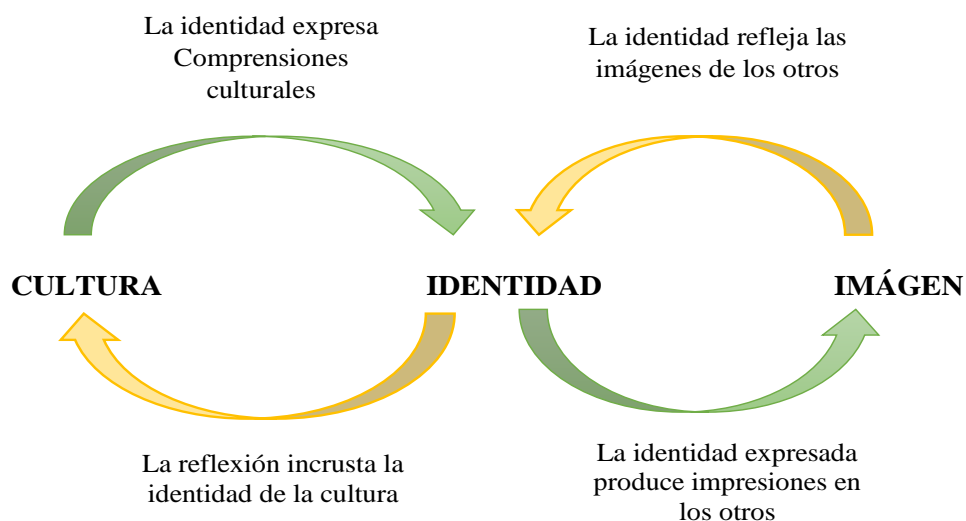 La identidad expresa
Comprensiones
culturales
La identidad refleja las
imágenes de los otros
CULTURA
IDENTIDAD
IMÁGEN
La reflexión incrusta la
identidad de la cultura
La identidad expresada
produce impresiones en
los otros